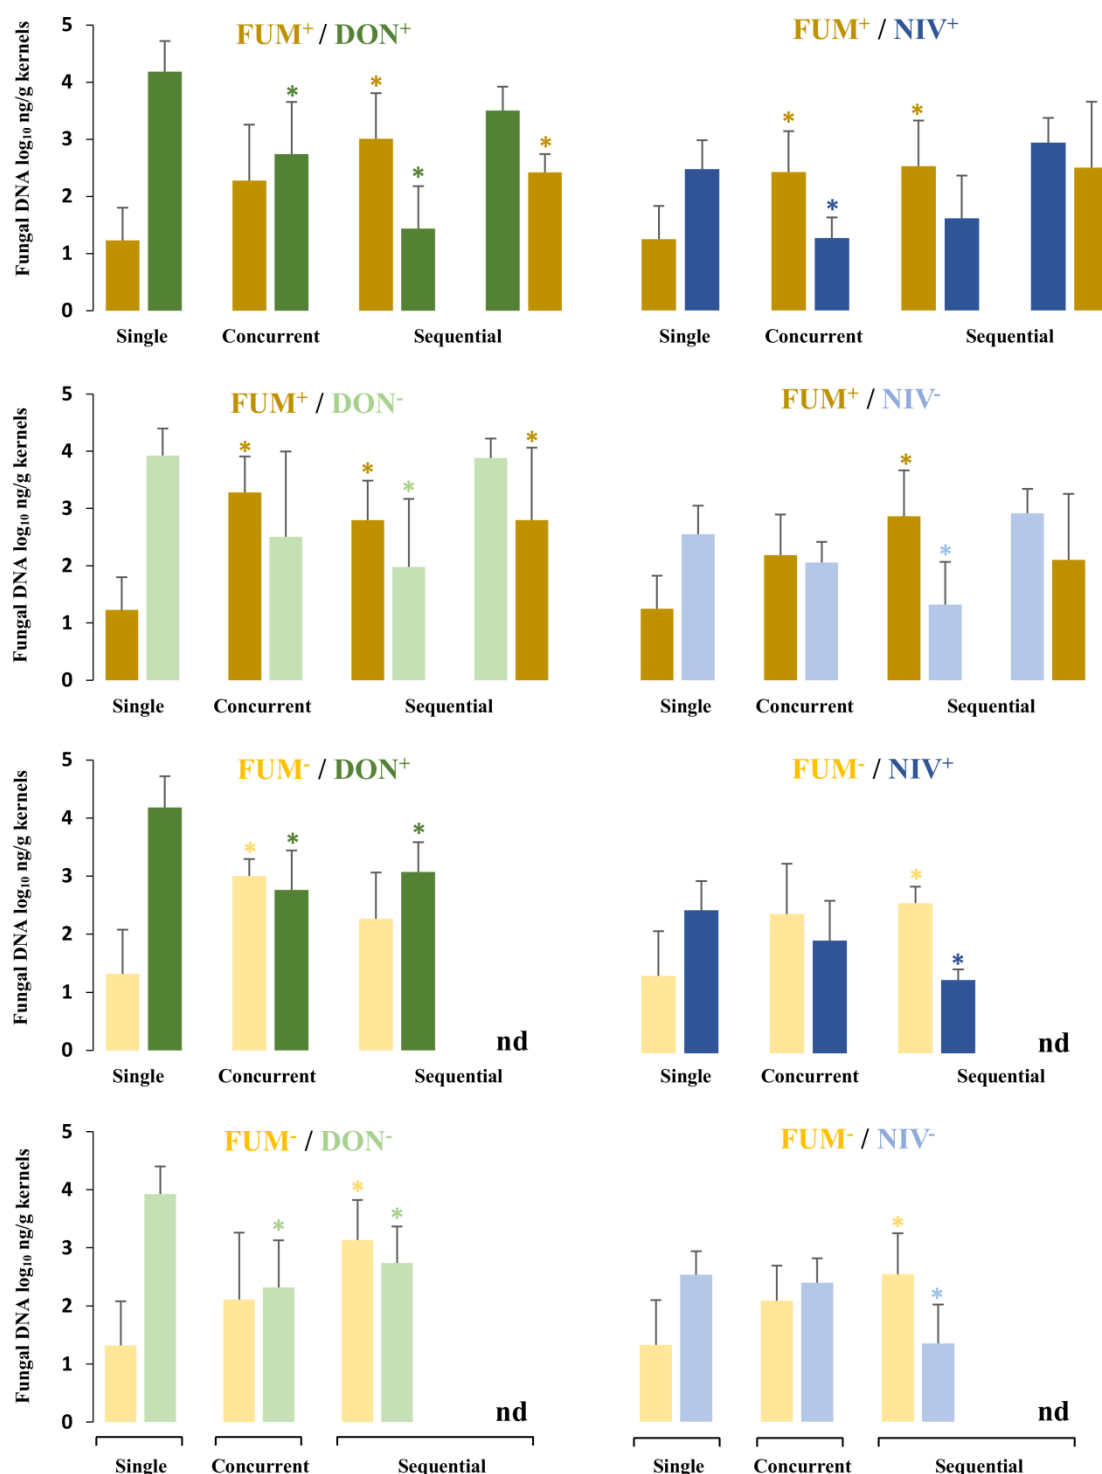 FUM⁺ / DON⁺
FUM⁺ / NIV⁺
Fungal DNA log₁₀ ng/g kernels
5
4
3
2
1
0
* * * * *
* * *
Single Concurrent Sequential
Single Concurrent Sequential
FUM⁺ / DON⁻
FUM⁺ / NIV⁻
Fungal DNA log₁₀ ng/g kernels
5
4
3
2
1
0
* * * *
* *
Single Concurrent Sequential
Single Concurrent Sequential
FUM⁻ / DON⁺
FUM⁻ / NIV⁺
Fungal DNA log₁₀ ng/g kernels
5
4
3
2
1
0
* * *
* *
nd
nd
Single Concurrent Sequential
Single Concurrent Sequential
FUM⁻ / DON⁻
FUM⁻ / NIV⁻
Fungal DNA log₁₀ ng/g kernels
5
4
3
2
1
0
* * *
* *
nd
nd
Single Concurrent Sequential
Single Concurrent Sequential